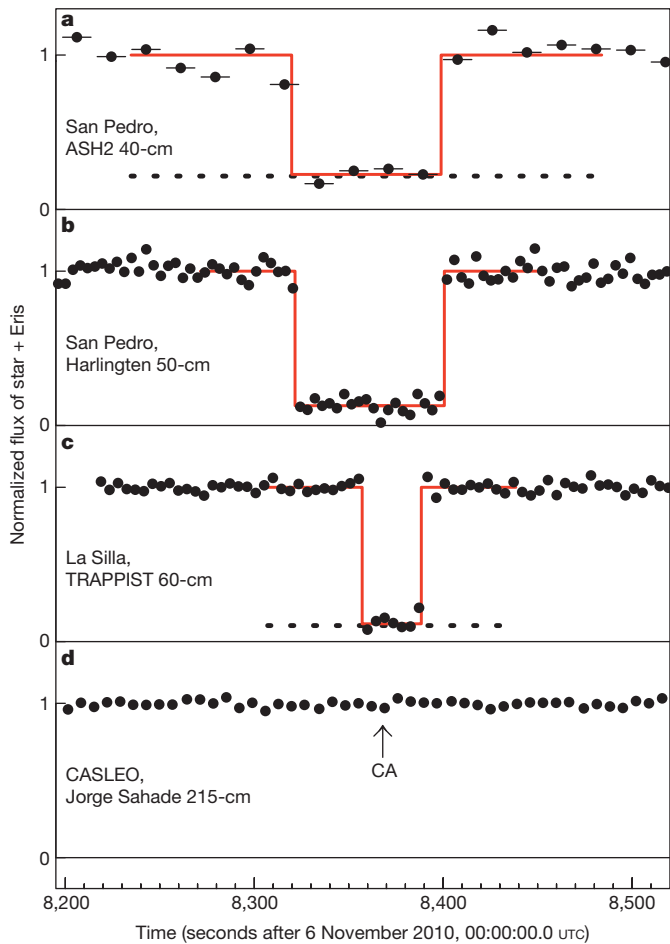 Normalized flux of star + Eris
a
1
San Pedro,
ASH2 40-cm
0
b
1
San Pedro,
Harlingten 50-cm
0
c
1
La Silla,
TRAPPIST 60-cm
0
d
1
CASLEO,
Jorge Sahade 215-cm
CA
0
8,200 8,300 8,400 8,500
Time (seconds after 6 November 2010, 00:00:00.0 UTC)